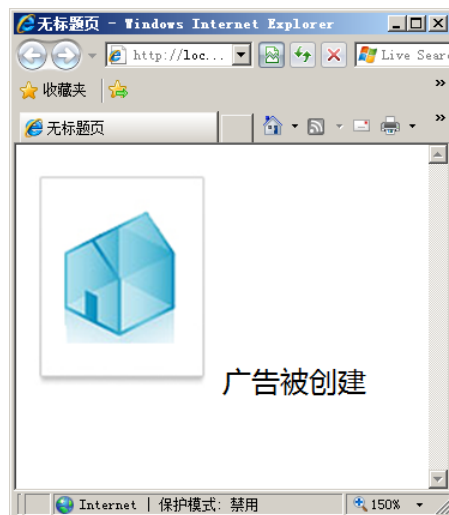 无标题页 - Windows Internet Explorer
http://loc...
Live Sear
收藏夹
»
无标题页
»
广告被创建
Internet | 保护模式: 禁用
150%